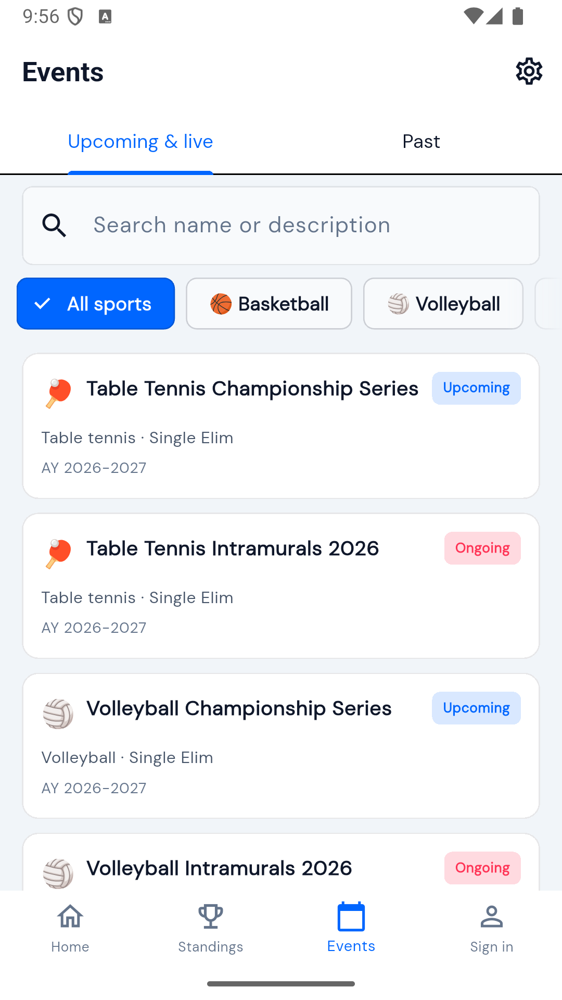 9:56
Events
Upcoming & live
Past
Search name or description
All sports
Basketball
Volleyball
Table Tennis Championship Series
Upcoming
Table tennis · Single Elim
AY 2026-2027
Table Tennis Intramurals 2026
Ongoing
Table tennis · Single Elim
AY 2026-2027
Volleyball Championship Series
Upcoming
Volleyball · Single Elim
AY 2026-2027
Volleyball Intramurals 2026
Ongoing
Home
Standings
Events
Sign in